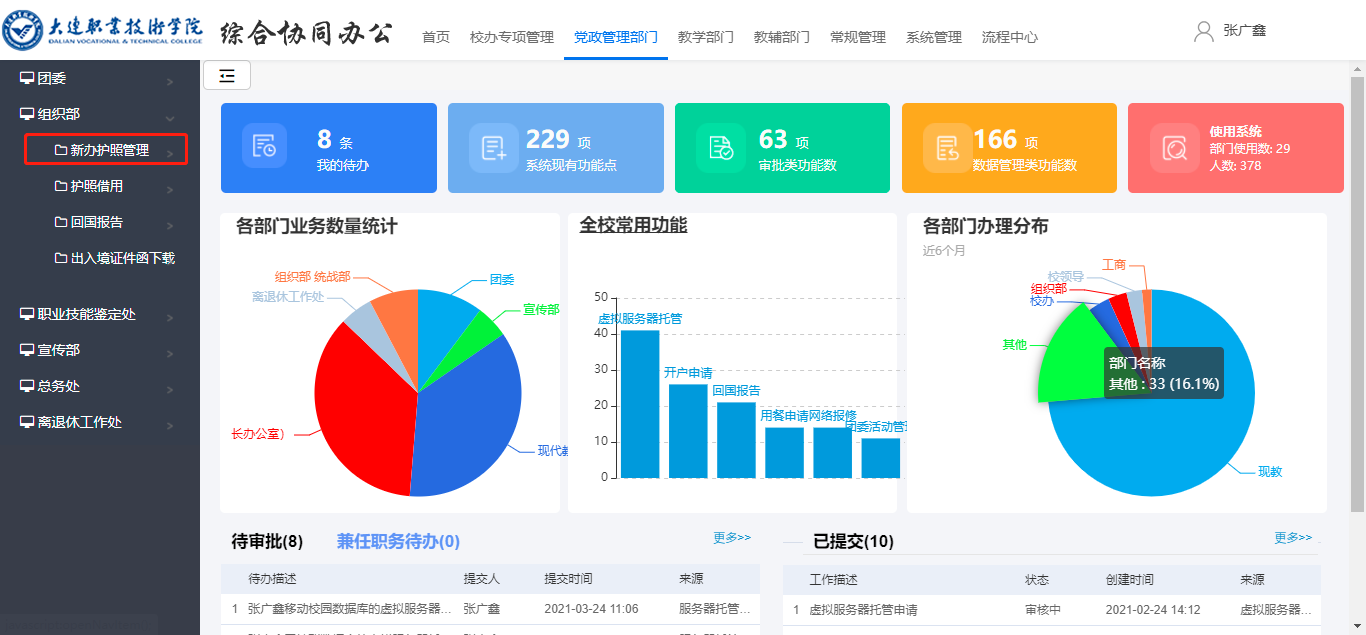 大连职业技术学院
DALIAN VOCATIONAL & TECHNICAL COLLEGE
综合协同办公
首页 校办专项管理 党政管理部门 教学部门 教辅部门 常规管理 系统管理 流程中心
张广鑫
团委
组织部
新办护照管理
护照借用
回国报告
出入境证件函下载
职业技能鉴定处
宣传部
总务处
离退休工作处
8 条
我的待办
229 项
系统现有功能点
63 项
审批类功能数
166 项
数据管理类功能数
使用系统
部门使用数: 29
人数: 378
各部门业务数量统计
组织部 统战部
团委
离退休工作处
宣传部
长办公室）
现代
全校常用功能
50
40
30
20
10
0
虚拟服务器托管
开户申请
回国报告
用餐申请
网络报修
团委活动管
各部门办理分布
近6个月
工商
校领导
组织部
校办
其他
部门名称
其他 : 33 (16.1%)
现教
待审批(8) 兼任职务待办(0) 更多>>
待办描述 提交人 提交时间 来源
1 张广鑫移动校园数据库的虚拟服务器... 张广鑫 2021-03-24 11:06 服务器托管...
已提交(10) 更多>>
工作描述 状态 创建时间 来源
1 虚拟服务器托管申请 审核中 2021-02-24 14:12 虚拟服务器...